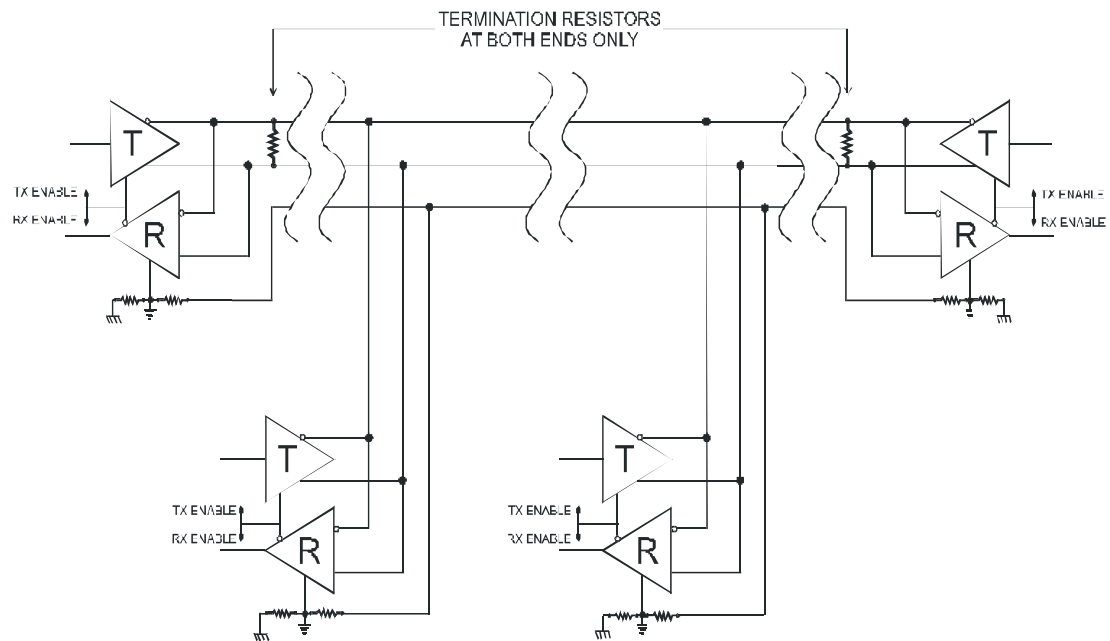 TERMINATION RESISTORS
AT BOTH ENDS ONLY
T
T
TX ENABLE
RX ENABLE
R
R
TX ENABLE
RX ENABLE
T
T
TX ENABLE
RX ENABLE
R
TX ENABLE
RX ENABLE
R